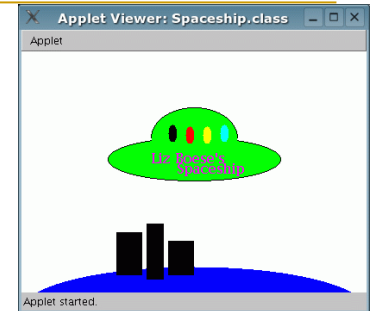 Applet Viewer: Spaceship.class
Applet
Liz Boese's
Spaceship
Applet started.